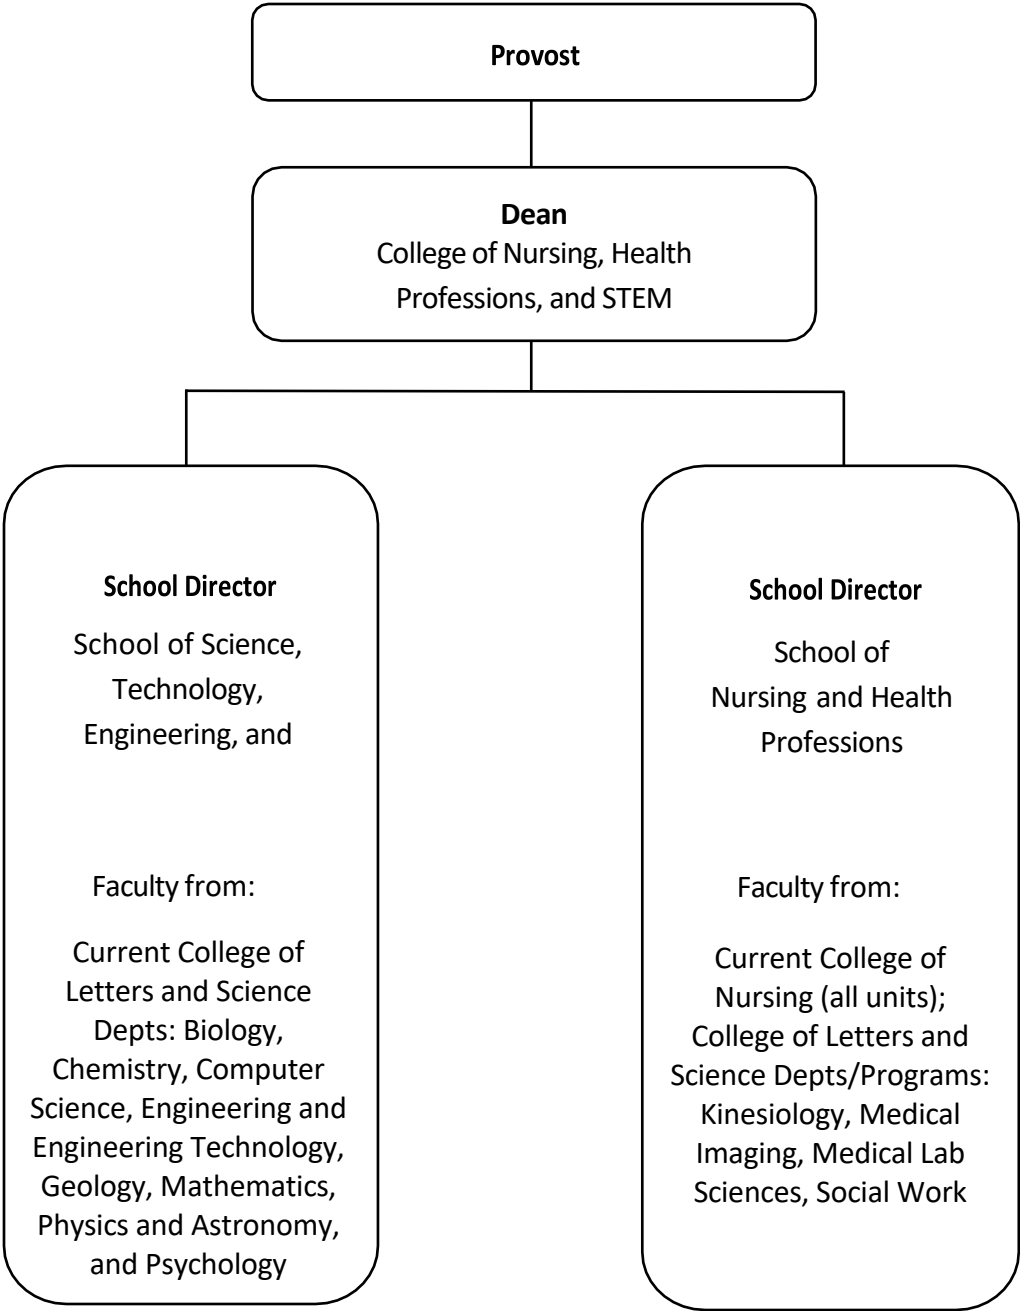 Provost
Dean
College of Nursing, Health
Professions, and STEM
School Director
School of Science,
Technology,
Engineering, and
Faculty from:
Current College of
Letters and Science
Depts: Biology,
Chemistry, Computer
Science, Engineering and
Engineering Technology,
Geology, Mathematics,
Physics and Astronomy,
and Psychology
School Director
School of
Nursing and Health
Professions
Faculty from:
Current College of
Nursing (all units);
College of Letters and
Science Depts/Programs:
Kinesiology, Medical
Imaging, Medical Lab
Sciences, Social Work